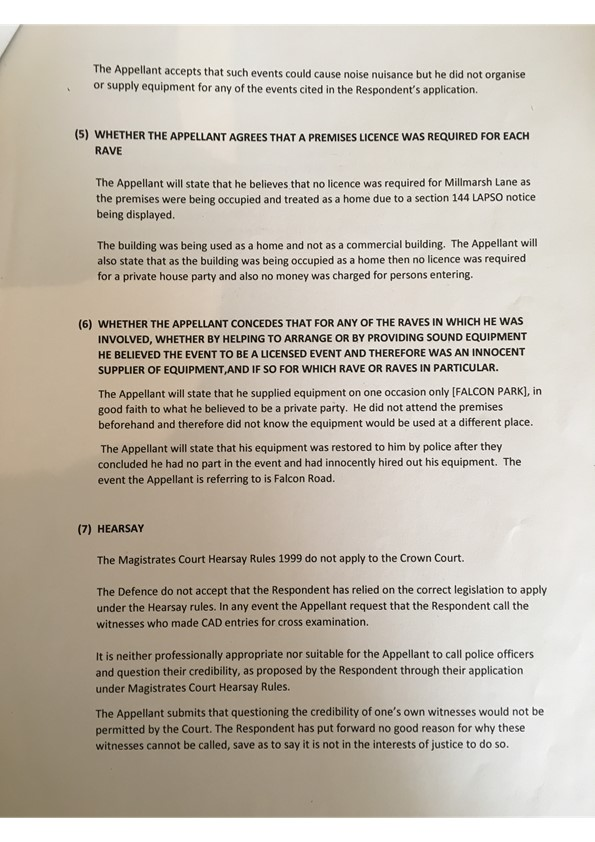 The Appellant accepts that such events could cause noise nuisance but he did not organise
or supply equipment for any of the events cited in the Respondent's application.
(5) WHETHER THE APPELLANT AGREES THAT A PREMISES LICENCE WAS REQUIRED FOR EACH
RAVE
The Appellant will state that he believes that no licence was required for Millmarsh Lane as
the premises were being occupied and treated as a home due to a section 144 LAPSO notice
being displayed.
The building was being used as a home and not as a commercial building. The Appellant will
also state that as the building was being occupied as a home then no licence was required
for a private house party and also no money was charged for persons entering.
(6) WHETHER THE APPELLANT CONCEDES THAT FOR ANY OF THE RAVES IN WHICH HE WAS
INVOLVED, WHETHER BY HELPING TO ARRANGE OR BY PROVIDING SOUND EQUIPMENT
HE BELIEVED THE EVENT TO BE A LICENSED EVENT AND THEREFORE WAS AN INNOCENT
SUPPLIER OF EQUIPMENT,AND IF SO FOR WHICH RAVE OR RAVES IN PARTICULAR.
The Appellant will state that he supplied equipment on one occasion only [FALCON PARK], in
good faith to what he believed to be a private party. He did not attend the premises
beforehand and therefore did not know the equipment would be used at a different place.
The Appellant will state that his equipment was restored to him by police after they
concluded he had no part in the event and had innocently hired out his equipment. The
event the Appellant is referring to is Falcon Road.
(7) HEARSAY
The Magistrates Court Hearsay Rules 1999 do not apply to the Crown Court.
The Defence do not accept that the Respondent has relied on the correct legislation to apply
under the Hearsay rules. In any event the Appellant request that the Respondent call the
witnesses who made CAD entries for cross examination.
It is neither professionally appropriate nor suitable for the Appellant to call police officers
and question their credibility, as proposed by the Respondent through their application
under Magistrates Court Hearsay Rules.
The Appellant submits that questioning the credibility of one's own witnesses would not be
permitted by the Court. The Respondent has put forward no good reason for why these
witnesses cannot be called, save as to say it is not in the interests of justice to do so.